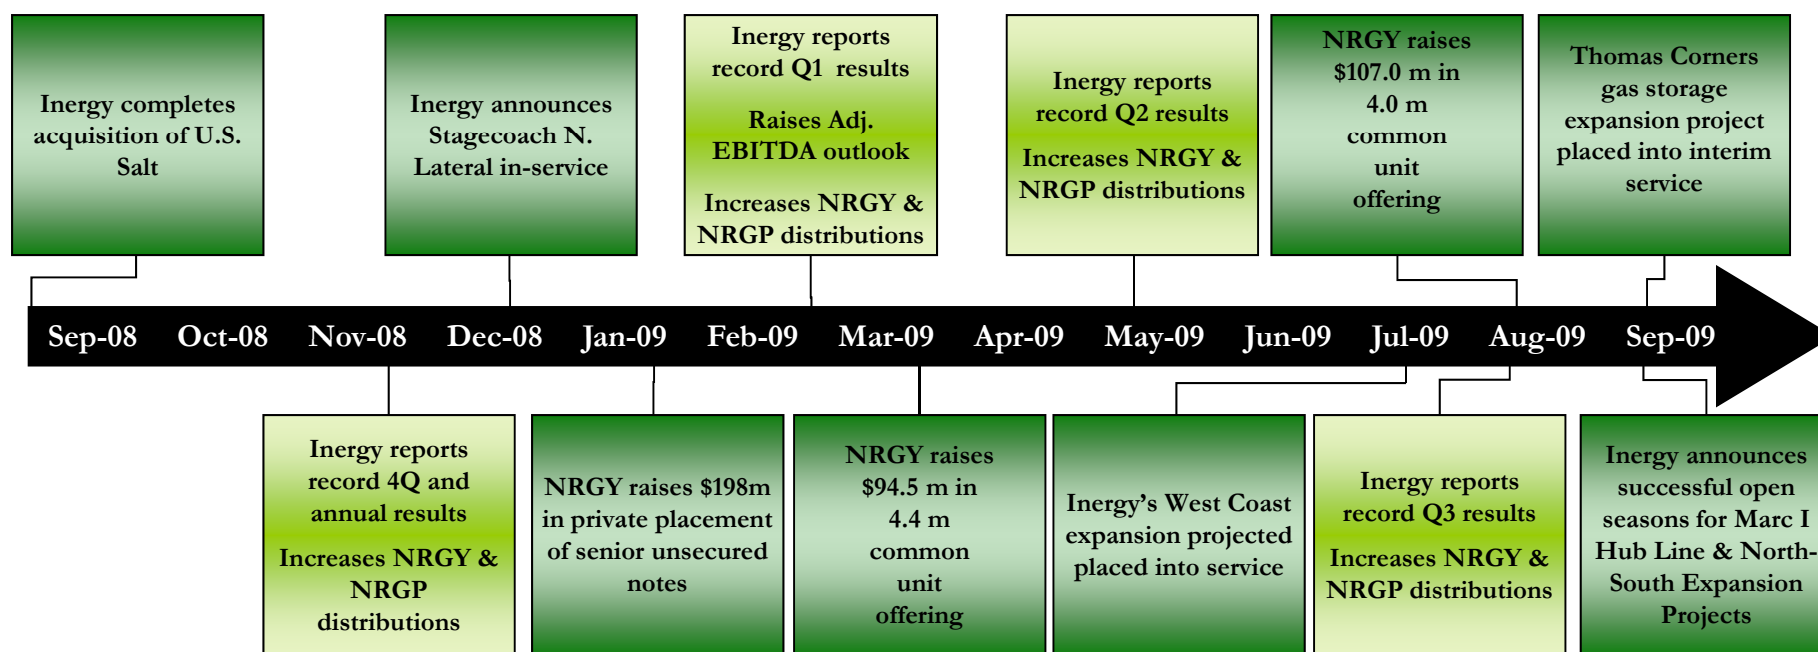 Inergy completes
acquisition of U.S.
Salt
Inergy announces
Stagecoach N.
Lateral in-service
Inergy reports
record Q1 results
Raises Adj.
EBITDA outlook
Increases NRGY &
NRGP distributions
Inergy reports
record Q2 results
Increases NRGY &
NRGP distributions
NRGY raises
$107.0 m in
4.0 m
common
unit
offering
Thomas Corners
gas storage
expansion project
placed into interim
service
Sep-08 Oct-08 Nov-08 Dec-08 Jan-09 Feb-09 Mar-09 Apr-09 May-09 Jun-09 Jul-09 Aug-09 Sep-09
Inergy reports
record 4Q and
annual results
Increases NRGY &
NRGP
distributions
NRGY raises $198m
in private placement
of senior unsecured
notes
NRGY raises
$94.5 m in
4.4 m
common
unit
offering
Inergy’s West Coast
expansion projected
placed into service
Inergy reports
record Q3 results
Increases NRGY &
NRGP distributions
Inergy announces
successful open
seasons for Marc I
Hub Line & North-
South Expansion
Projects